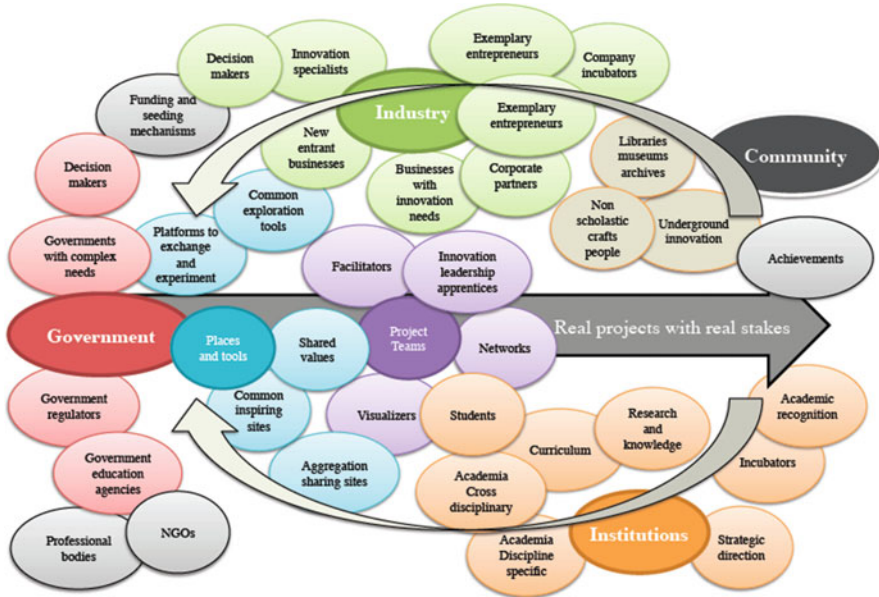 Decision
makers
Innovation
specialists
Exemplary
entrepreneurs
Company
incubators
Funding and
seeding
mechanisms
Industry
Exemplary
entrepreneurs
New
entrant
businesses
Libraries
museums
archives
Community
Decision
makers
Businesses
with
innovation
needs
Corporate
partners
Common
exploration
tools
Non
scholastic
crafts
people
Underground
innovation
Governments
with complex
needs
Platforms to
exchange
and
experiment
Facilitators
Innovation
leadership
apprentices
Achievements
Government
Places
and tools
Shared
values
Project
Teams
Networks
Real projects with real stakes
Government
regulators
Common
inspiring
sites
Visualizers
Students
Curriculum
Research
and
knowledge
Academic
recognition
Government
education
agencies
Aggregation
sharing sites
Academia
Cross
disciplinary
Incubators
Professional
bodies
NGOs
Academia
Discipline
specific
Institutions
Strategic
direction